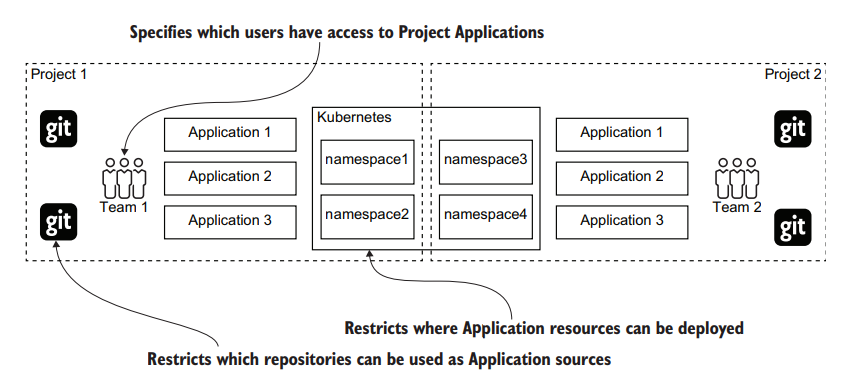 Specifies which users have access to Project Applications
Project 1
Project 2
git
Application 1
Kubernetes
namespace1
namespace3
Application 1
git
Team 1
Application 2
Application 2
Team 2
git
Application 3
namespace2
namespace4
Application 3
git
Restricts where Application resources can be deployed
Restricts which repositories can be used as Application sources